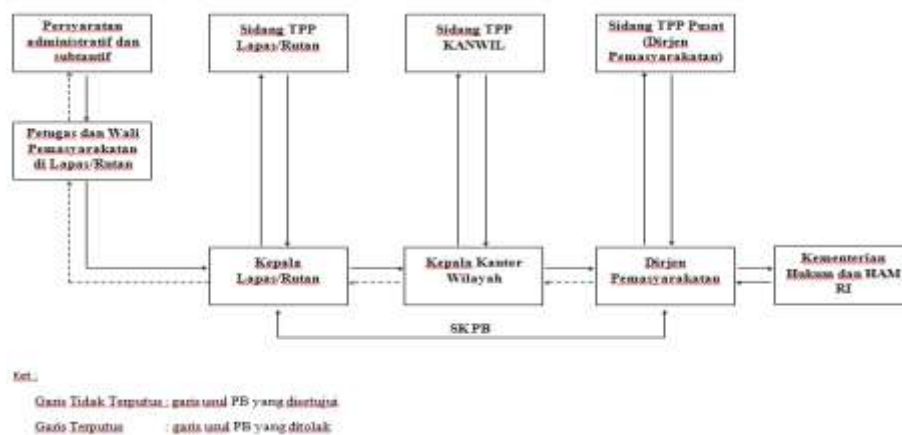 Persyaratan
administratif dan
substantif
Sidang TPP
Lapas/Rutan
Sidang TPP
KANWIL
Sidang TPP Pusat
(Dirjen
Pemasyarakatan)
Petugas dan Wali
Pemasyarakatan
di Lapas/Rutan
Kepala
Lapas/Rutan
Kepala Kantor
Wilayah
Dirjen
Pemasyarakatan
Kementerian
Hukum dan HAM
RI
SKPB
Ket :
Garis Tidak Terputus : garis usul PB yang disetujui
Garis Terputus : garis usul PB yang ditolak